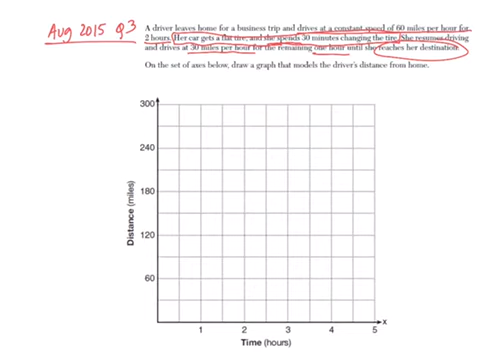 Aug 2015 Q3
A driver leaves home for a business trip and drives at a constant speed of 60 miles per hour for
2 hours. Her car gets a flat tire, and she spends 30 minutes changing the tire. She resumes driving
and drives at 30 miles per hour for the remaining one hour until she reaches her destination.
On the set of axes below, draw a graph that models the driver's distance from home.
300
240
180
120
60
Distance (miles)
1 2 3 4 5
x
Time (hours)